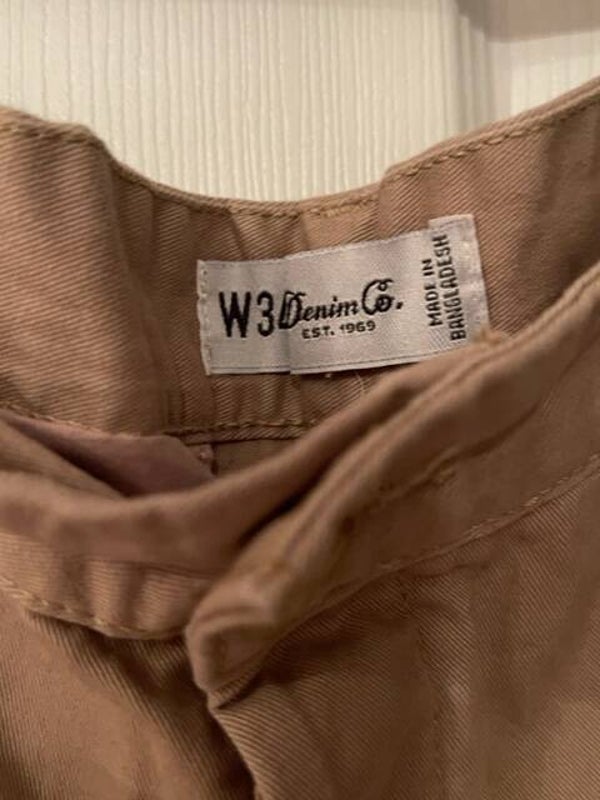 W3 Denim Co.
EST. 1969
MADE IN
BANGLADESH